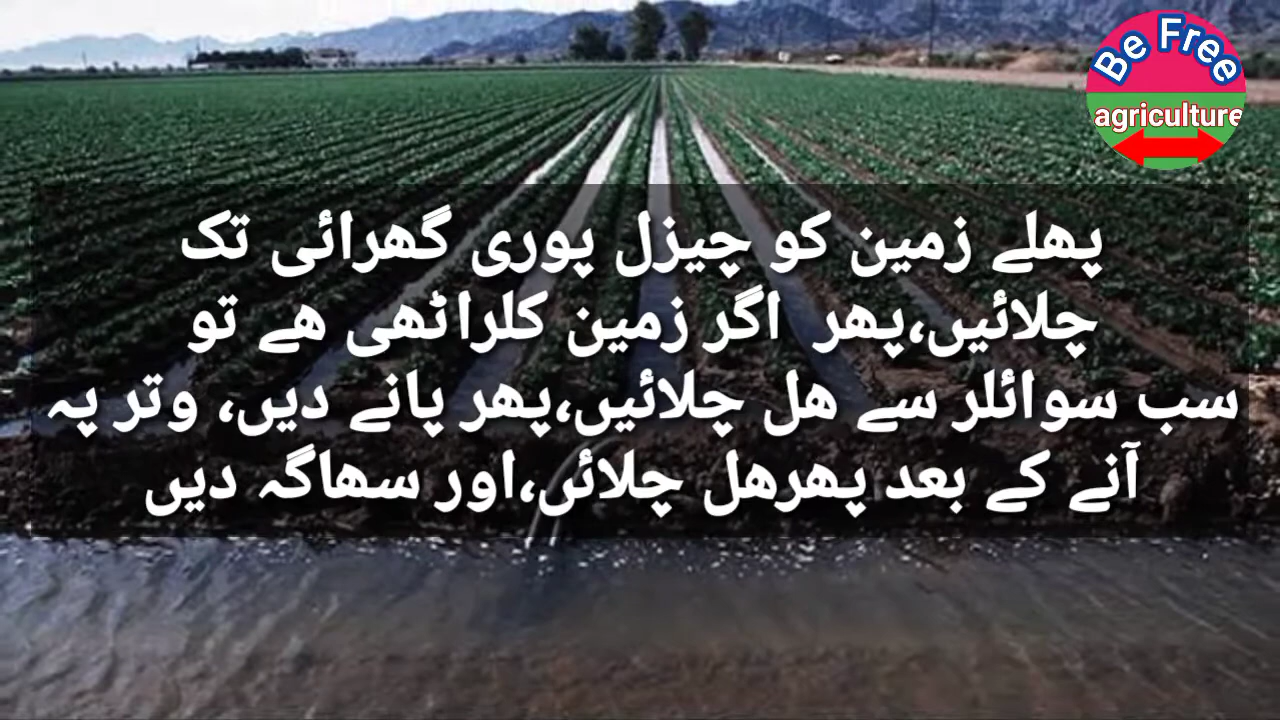 Be Free
agriculture
پھلے زمین کو چیزل پوری گھرائی تک
چلائیں،پھر اگر زمین کلراٹھی ھے تو
سب سوائلر سے ھل چلائیں،پھر پانے دیں، وتر پہ
آنے کے بعد پھرھل چلائں،اور سھاگہ دیں